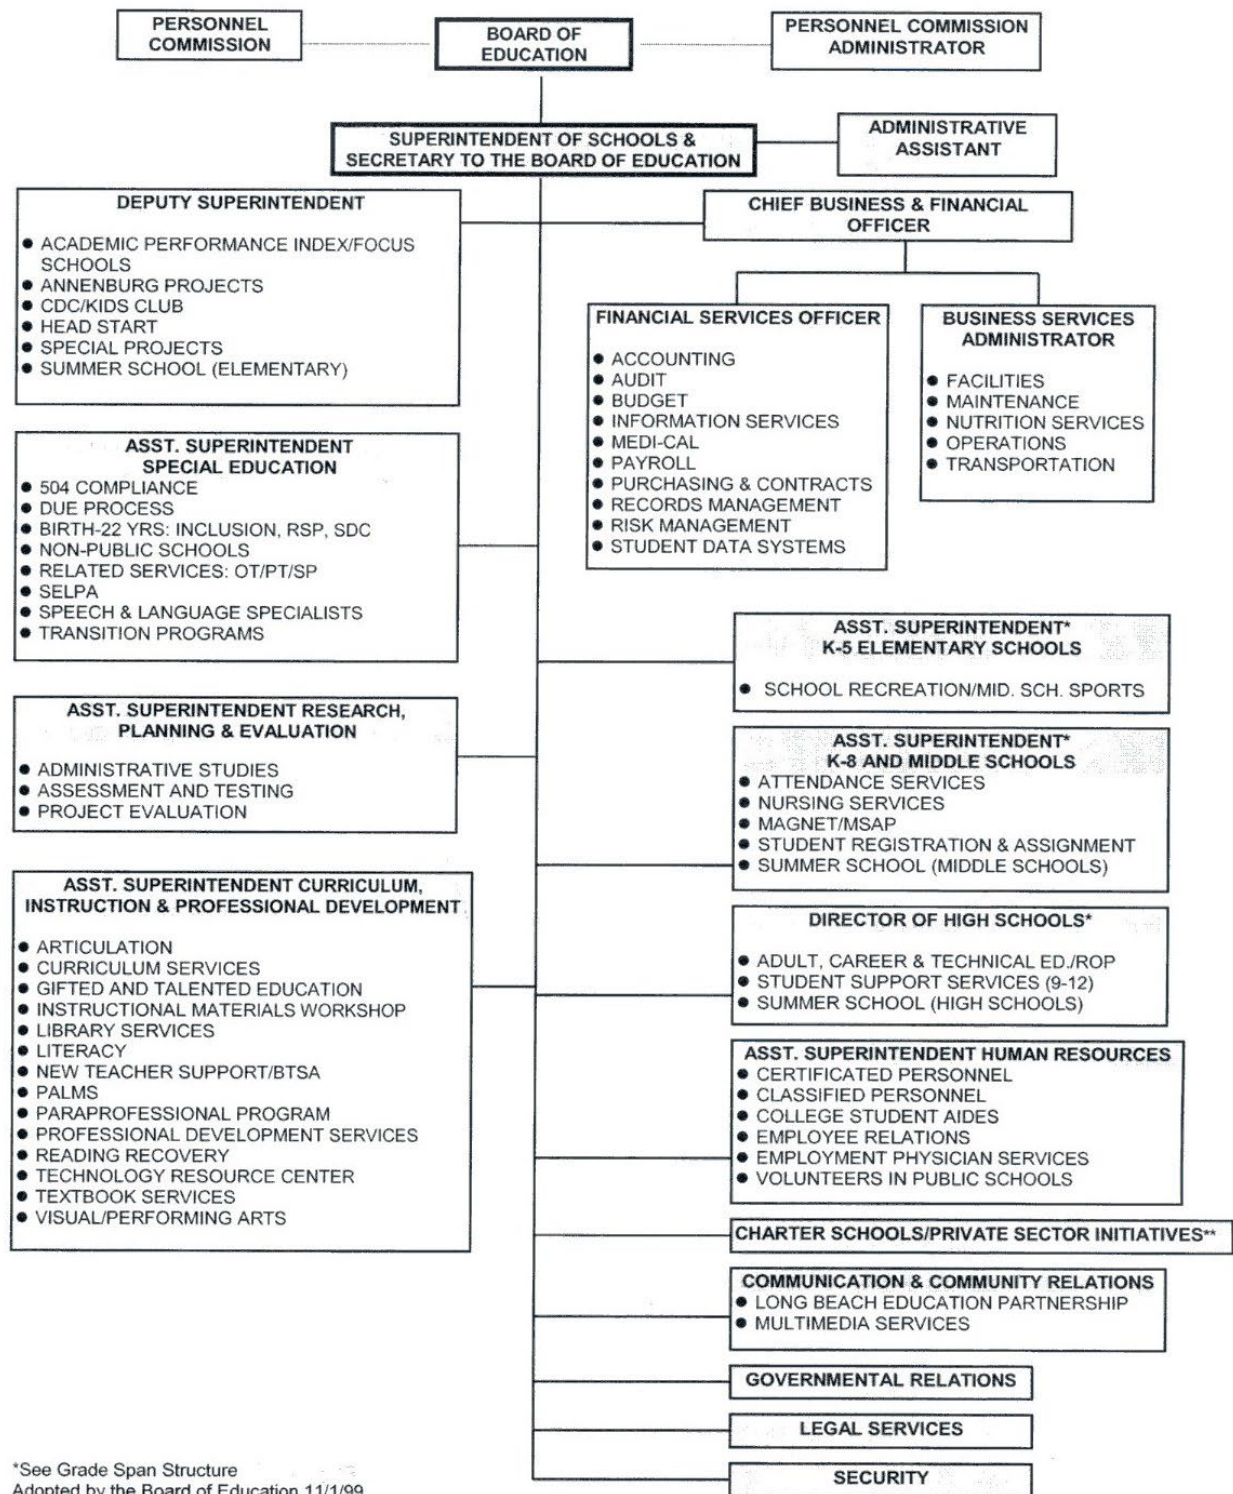 PERSONNEL
COMMISSION
BOARD OF
EDUCATION
PERSONNEL COMMISSION
ADMINISTRATOR
SUPERINTENDENT OF SCHOOLS &
SECRETARY TO THE BOARD OF EDUCATION
ADMINISTRATIVE
ASSISTANT
DEPUTY SUPERINTENDENT
● ACADEMIC PERFORMANCE INDEX/FOCUS
SCHOOLS
● ANNENBURG PROJECTS
● CDC/KIDS CLUB
● HEAD START
● SPECIAL PROJECTS
● SUMMER SCHOOL (ELEMENTARY)
CHIEF BUSINESS & FINANCIAL
OFFICER
FINANCIAL SERVICES OFFICER
● ACCOUNTING
● AUDIT
● BUDGET
● INFORMATION SERVICES
● MEDI-CAL
● PAYROLL
● PURCHASING & CONTRACTS
● RECORDS MANAGEMENT
● RISK MANAGEMENT
● STUDENT DATA SYSTEMS
BUSINESS SERVICES
ADMINISTRATOR
● FACILITIES
● MAINTENANCE
● NUTRITION SERVICES
● OPERATIONS
● TRANSPORTATION
ASST. SUPERINTENDENT
SPECIAL EDUCATION
● 504 COMPLIANCE
● DUE PROCESS
● BIRTH-22 YRS: INCLUSION, RSP, SDC
● NON-PUBLIC SCHOOLS
● RELATED SERVICES: OT/PT/SP
● SELPA
● SPEECH & LANGUAGE SPECIALISTS
● TRANSITION PROGRAMS
ASST. SUPERINTENDENT*
K-5 ELEMENTARY SCHOOLS
● SCHOOL RECREATION/MID. SCH. SPORTS
ASST. SUPERINTENDENT RESEARCH,
PLANNING & EVALUATION
● ADMINISTRATIVE STUDIES
● ASSESSMENT AND TESTING
● PROJECT EVALUATION
ASST. SUPERINTENDENT*
K-8 AND MIDDLE SCHOOLS
● ATTENDANCE SERVICES
● NURSING SERVICES
● MAGNET/MSAP
● STUDENT REGISTRATION & ASSIGNMENT
● SUMMER SCHOOL (MIDDLE SCHOOLS)
ASST. SUPERINTENDENT CURRICULUM,
INSTRUCTION & PROFESSIONAL DEVELOPMENT
● ARTICULATION
● CURRICULUM SERVICES
● GIFTED AND TALENTED EDUCATION
● INSTRUCTIONAL MATERIALS WORKSHOP
● LIBRARY SERVICES
● LITERACY
● NEW TEACHER SUPPORT/BTSA
● PALMS
● PARAPROFESSIONAL PROGRAM
● PROFESSIONAL DEVELOPMENT SERVICES
● READING RECOVERY
● TECHNOLOGY RESOURCE CENTER
● TEXTBOOK SERVICES
● VISUAL/PERFORMING ARTS
DIRECTOR OF HIGH SCHOOLS*
● ADULT, CAREER & TECHNICAL ED./ROP
● STUDENT SUPPORT SERVICES (9-12)
● SUMMER SCHOOL (HIGH SCHOOLS)
ASST. SUPERINTENDENT HUMAN RESOURCES
● CERTIFICATED PERSONNEL
● CLASSIFIED PERSONNEL
● COLLEGE STUDENT AIDES
● EMPLOYEE RELATIONS
● EMPLOYMENT PHYSICIAN SERVICES
● VOLUNTEERS IN PUBLIC SCHOOLS
CHARTER SCHOOLS/PRIVATE SECTOR INITIATIVES**
COMMUNICATION & COMMUNITY RELATIONS
● LONG BEACH EDUCATION PARTNERSHIP
● MULTIMEDIA SERVICES
GOVERNMENTAL RELATIONS
LEGAL SERVICES
SECURITY
*See Grade Span Structure
Adopted by the Board of Education 11/1/99